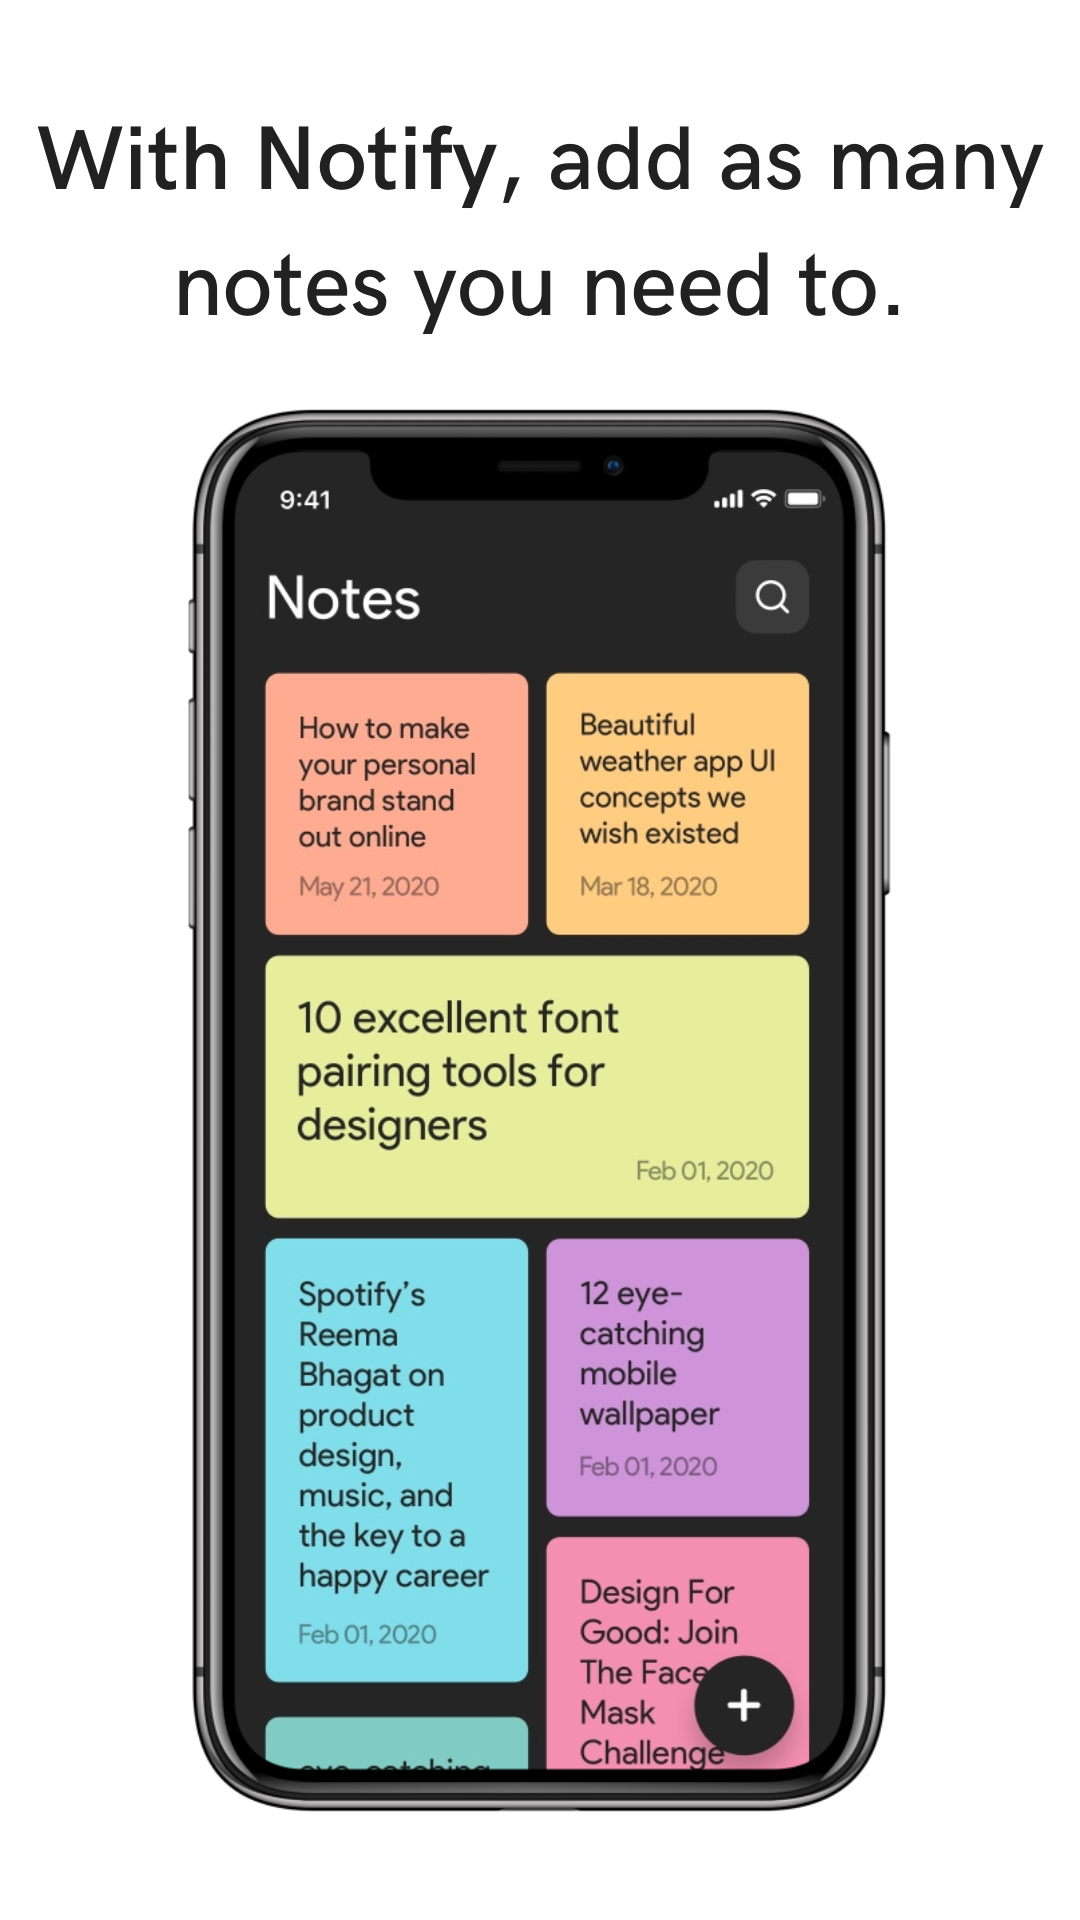 With Notify, add as many
notes you need to.
9:41
Notes
How to make
your personal
brand stand
out online
May 21, 2020
Beautiful
weather app UI
concepts we
wish existed
Mar 18, 2020
10 excellent font
pairing tools for
designers
Feb 01, 2020
Spotify's
Reema
Bhagat on
product
design,
music, and
the key to a
happy career
Feb 01, 2020
12 eye-
catching
mobile
wallpaper
Feb 01, 2020
Design For
Good: Join
The Face
Mask
Challenge
eye-catching